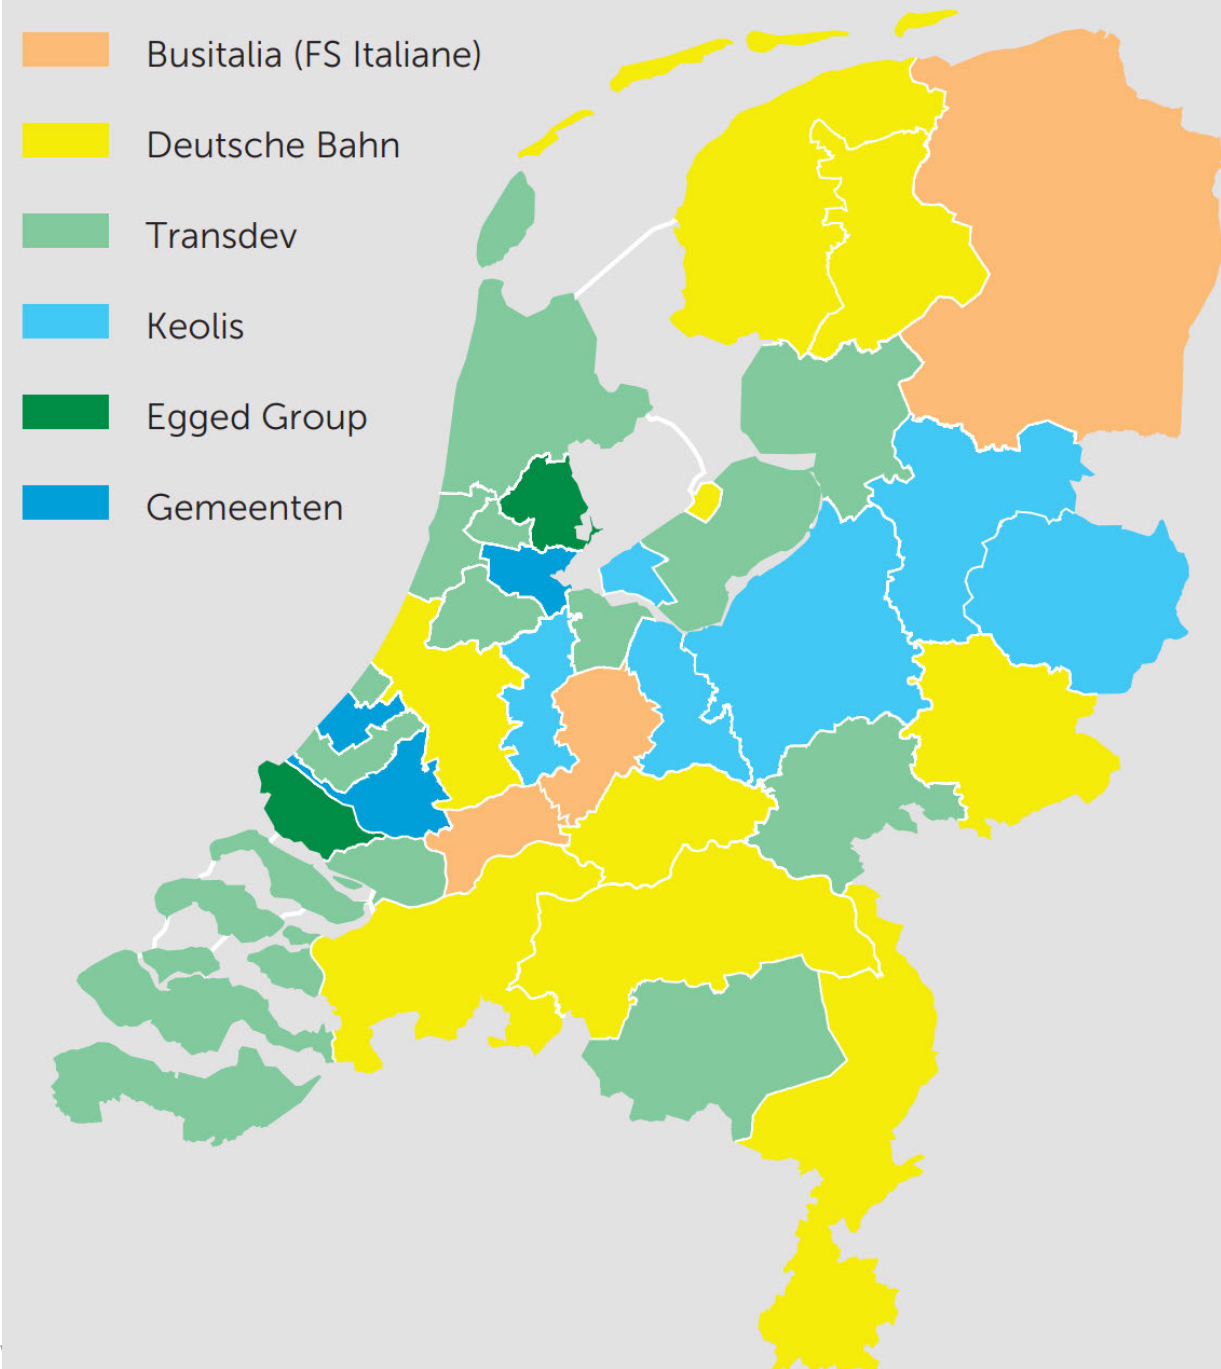 Busitalia (FS Italiane)
Deutsche Bahn
Transdev
Keolis
Egged Group
Gemeenten